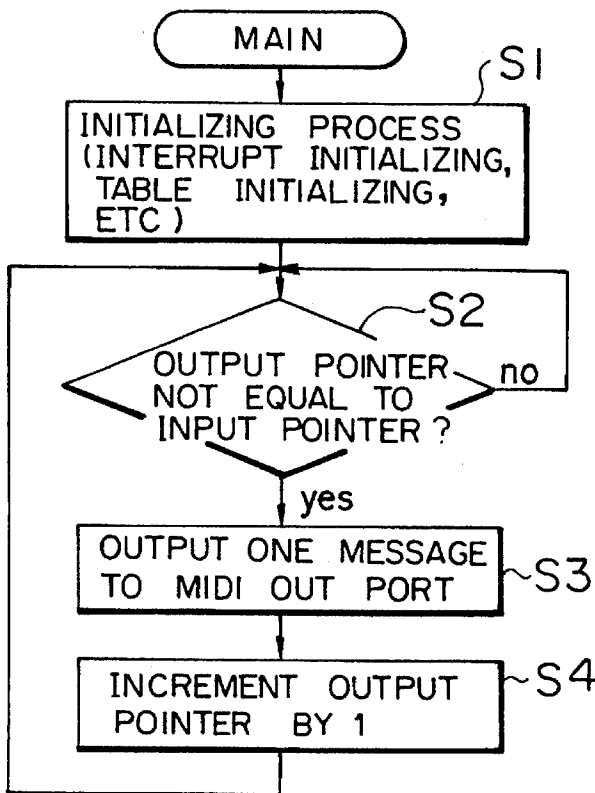 MAIN
S1
INITIALIZING PROCESS
(INTERRUPT INITIALIZING,
TABLE INITIALIZING,
ETC)
S2
OUTPUT POINTER
NOT EQUAL TO
INPUT POINTER?
no
yes
OUTPUT ONE MESSAGE
TO MIDI OUT PORT
S3
INCREMENT OUTPUT
POINTER BY 1
S4